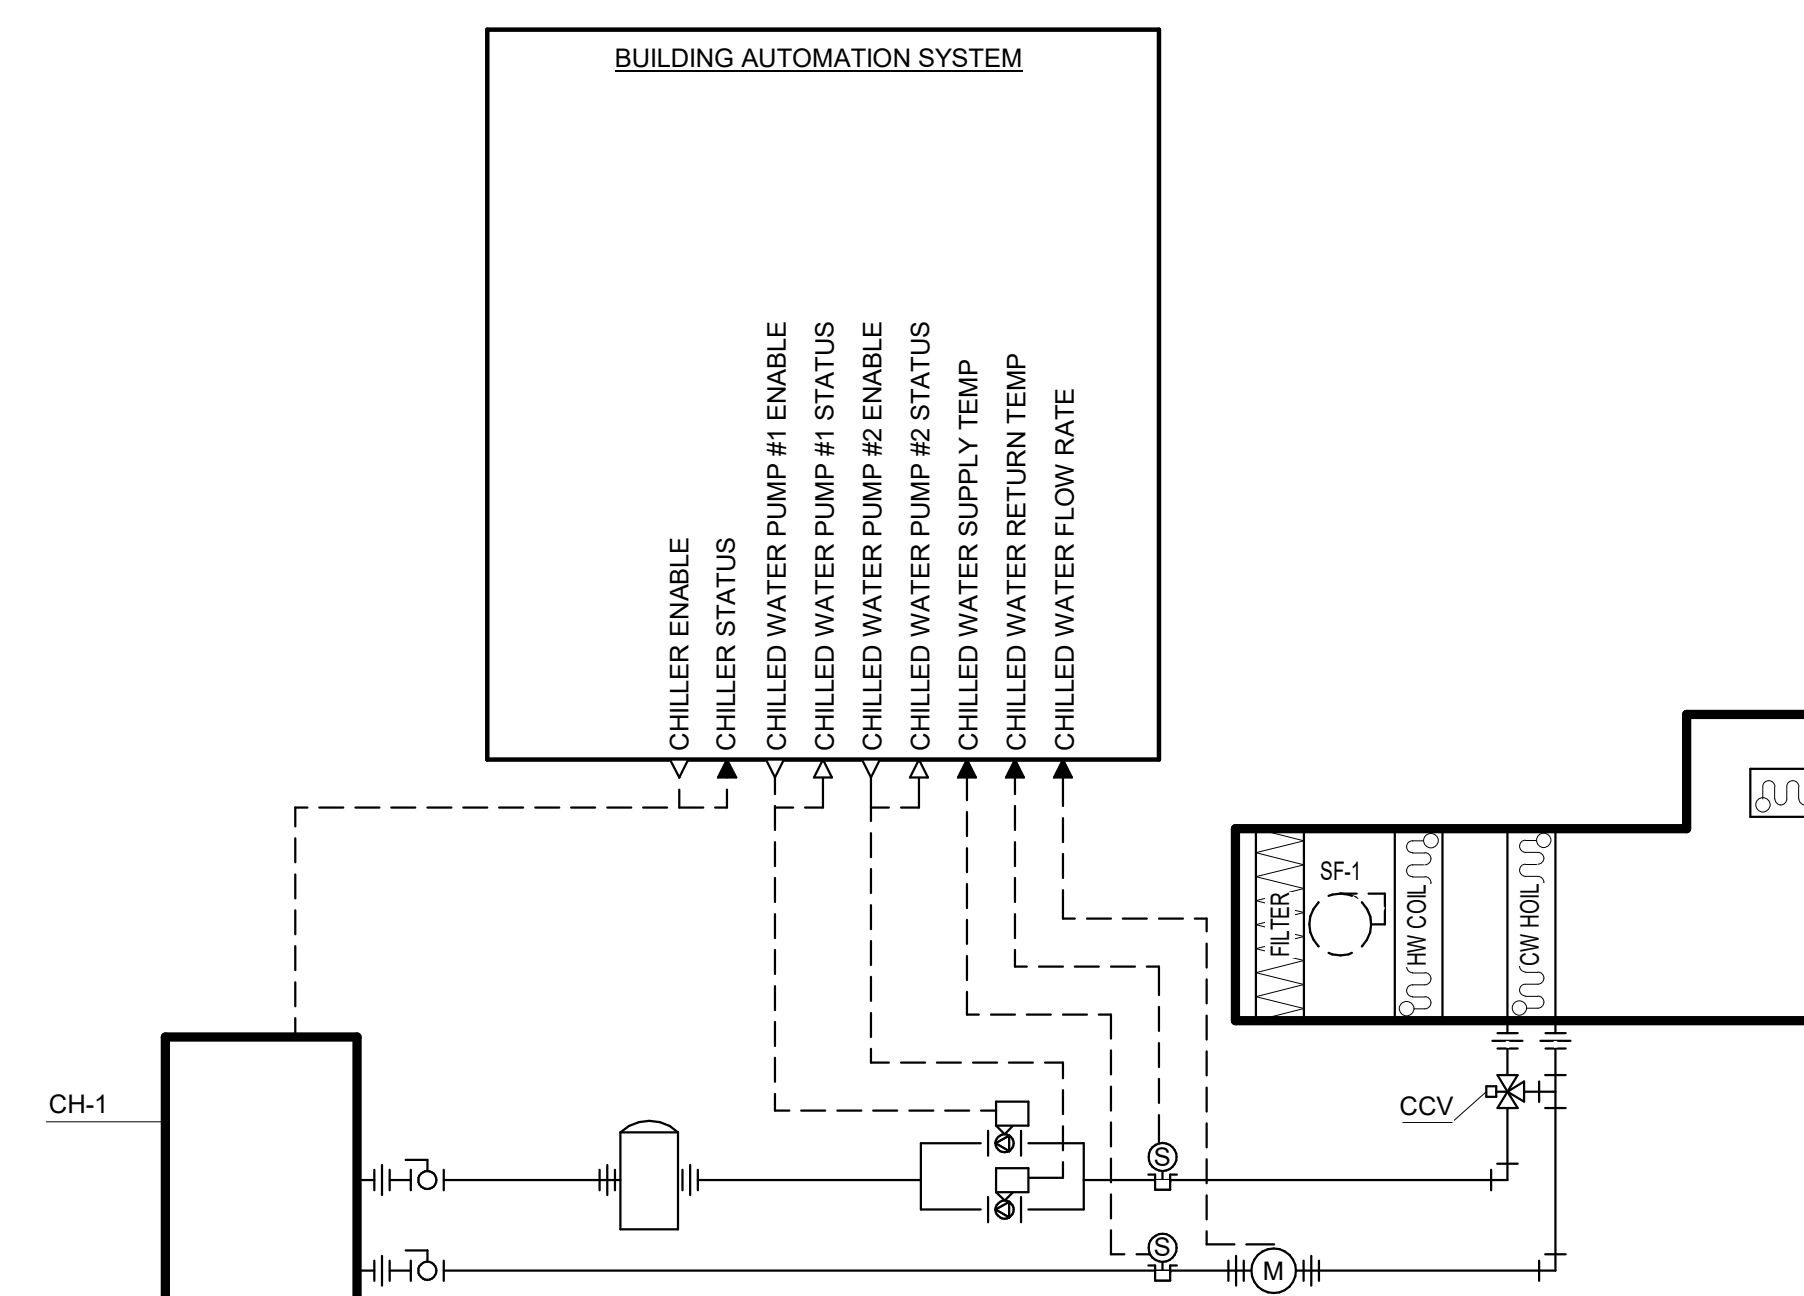 BUILDING AUTOMATION SYSTEM
CHILLER ENABLE
CHILLER STATUS
CHILLED WATER PUMP #1 ENABLE
CHILLED WATER PUMP #1 STATUS
CHILLED WATER PUMP #2 ENABLE
CHILLED WATER PUMP #2 STATUS
CHILLED WATER SUPPLY TEMP
CHILLED WATER RETURN TEMP
CHILLED WATER FLOW RATE
FILTER
SF-1
HW COIL
CW HOIL
CH-1
CCV
S
S
M